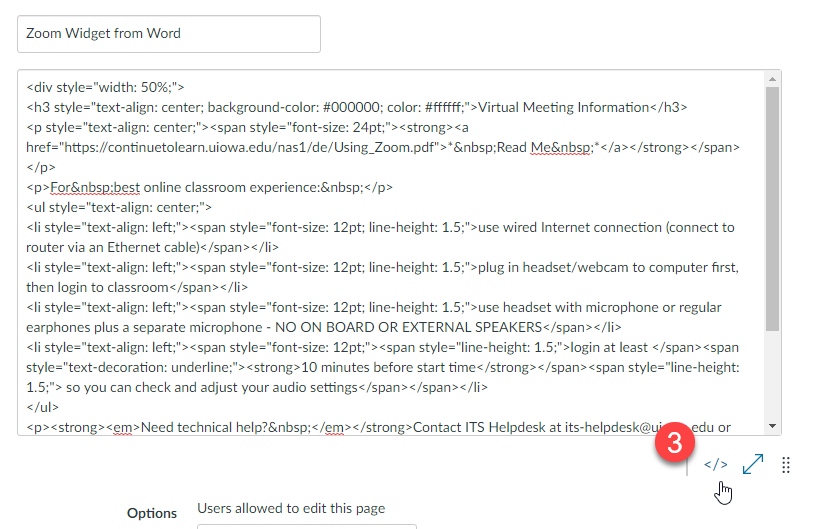 Zoom Widget from Word
<div style="width: 50%;">
<h3 style="text-align: center; background-color: #000000; color: #ffffff;">Virtual Meeting Information</h3>
<p style="text-align: center;"><span style="font-size: 24pt;"><strong><a
href="https://continuetolearn.uiowa.edu/nas1/de/Using_Zoom.pdf">*&nbsp;Read Me&nbsp;*</a></strong></span>
</p>
<p>For&nbsp;best online classroom experience:&nbsp;</p>
<ul style="text-align: center;">
<li style="text-align: left;"><span style="font-size: 12pt; line-height: 1.5;">use wired Internet connection (connect to
router via an Ethernet cable)</span></li>
<li style="text-align: left;"><span style="font-size: 12pt; line-height: 1.5;">plug in headset/webcam to computer first,
then login to classroom</span></li>
<li style="text-align: left;"><span style="font-size: 12pt; line-height: 1.5;">use headset with microphone or regular
earphones plus a separate microphone - NO ON BOARD OR EXTERNAL SPEAKERS</span></li>
<li style="text-align: left;"><span style="font-size: 12pt;"><span style="line-height: 1.5;">login at least </span><span
style="text-decoration: underline;"><strong>10 minutes before start time</strong></span><span style="line-height:
1.5;"> so you can check and adjust your audio settings</span></span></li>
</ul>
<p><strong><em>Need technical help?&nbsp;</em></strong>Contact ITS Helpdesk at or
3
</>
Options Users allowed to edit this page